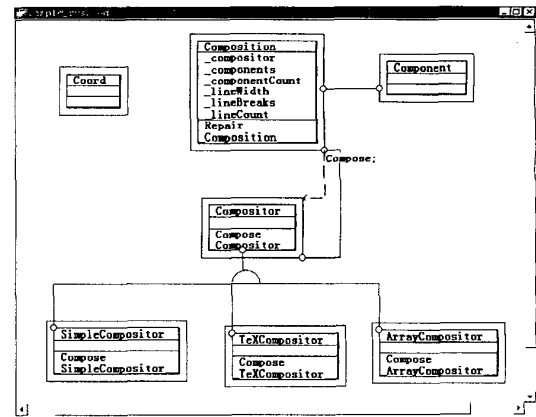 Composition
_compositor
_components
_componentCount
_lineWidth
_lineBreaks
_lineCount
Repair
Composition
Coord
Component
Compose;
Compositor
Compose
Compositor
SimpleCompositor
Compose
SimpleCompositor
TeXCompositor
Compose
TeXCompositor
ArrayCompositor
Compose
ArrayCompositor